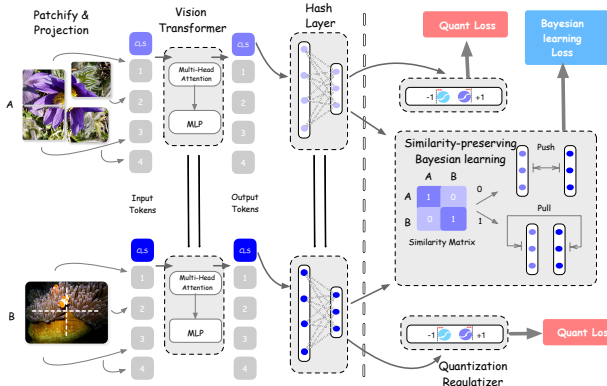 Patchify &
Projection
Vision
Transformer
Hash
Layer
Quant Loss
Bayesian
learning
Loss
A
CLS
1
2
3
4
Multi-Head
Attention
MLP
CLS
1
2
3
4
-1
+1
Similarity-preserving
Bayesian learning
A
B
A
1
0
B
0
1
Similarity Matrix
0
1
Push
Pull
Input
Tokens
Output
Tokens
B
CLS
1
2
3
4
Multi-Head
Attention
MLP
CLS
1
2
3
4
-1
+1
Quant Loss
Quantization
Regulatizer